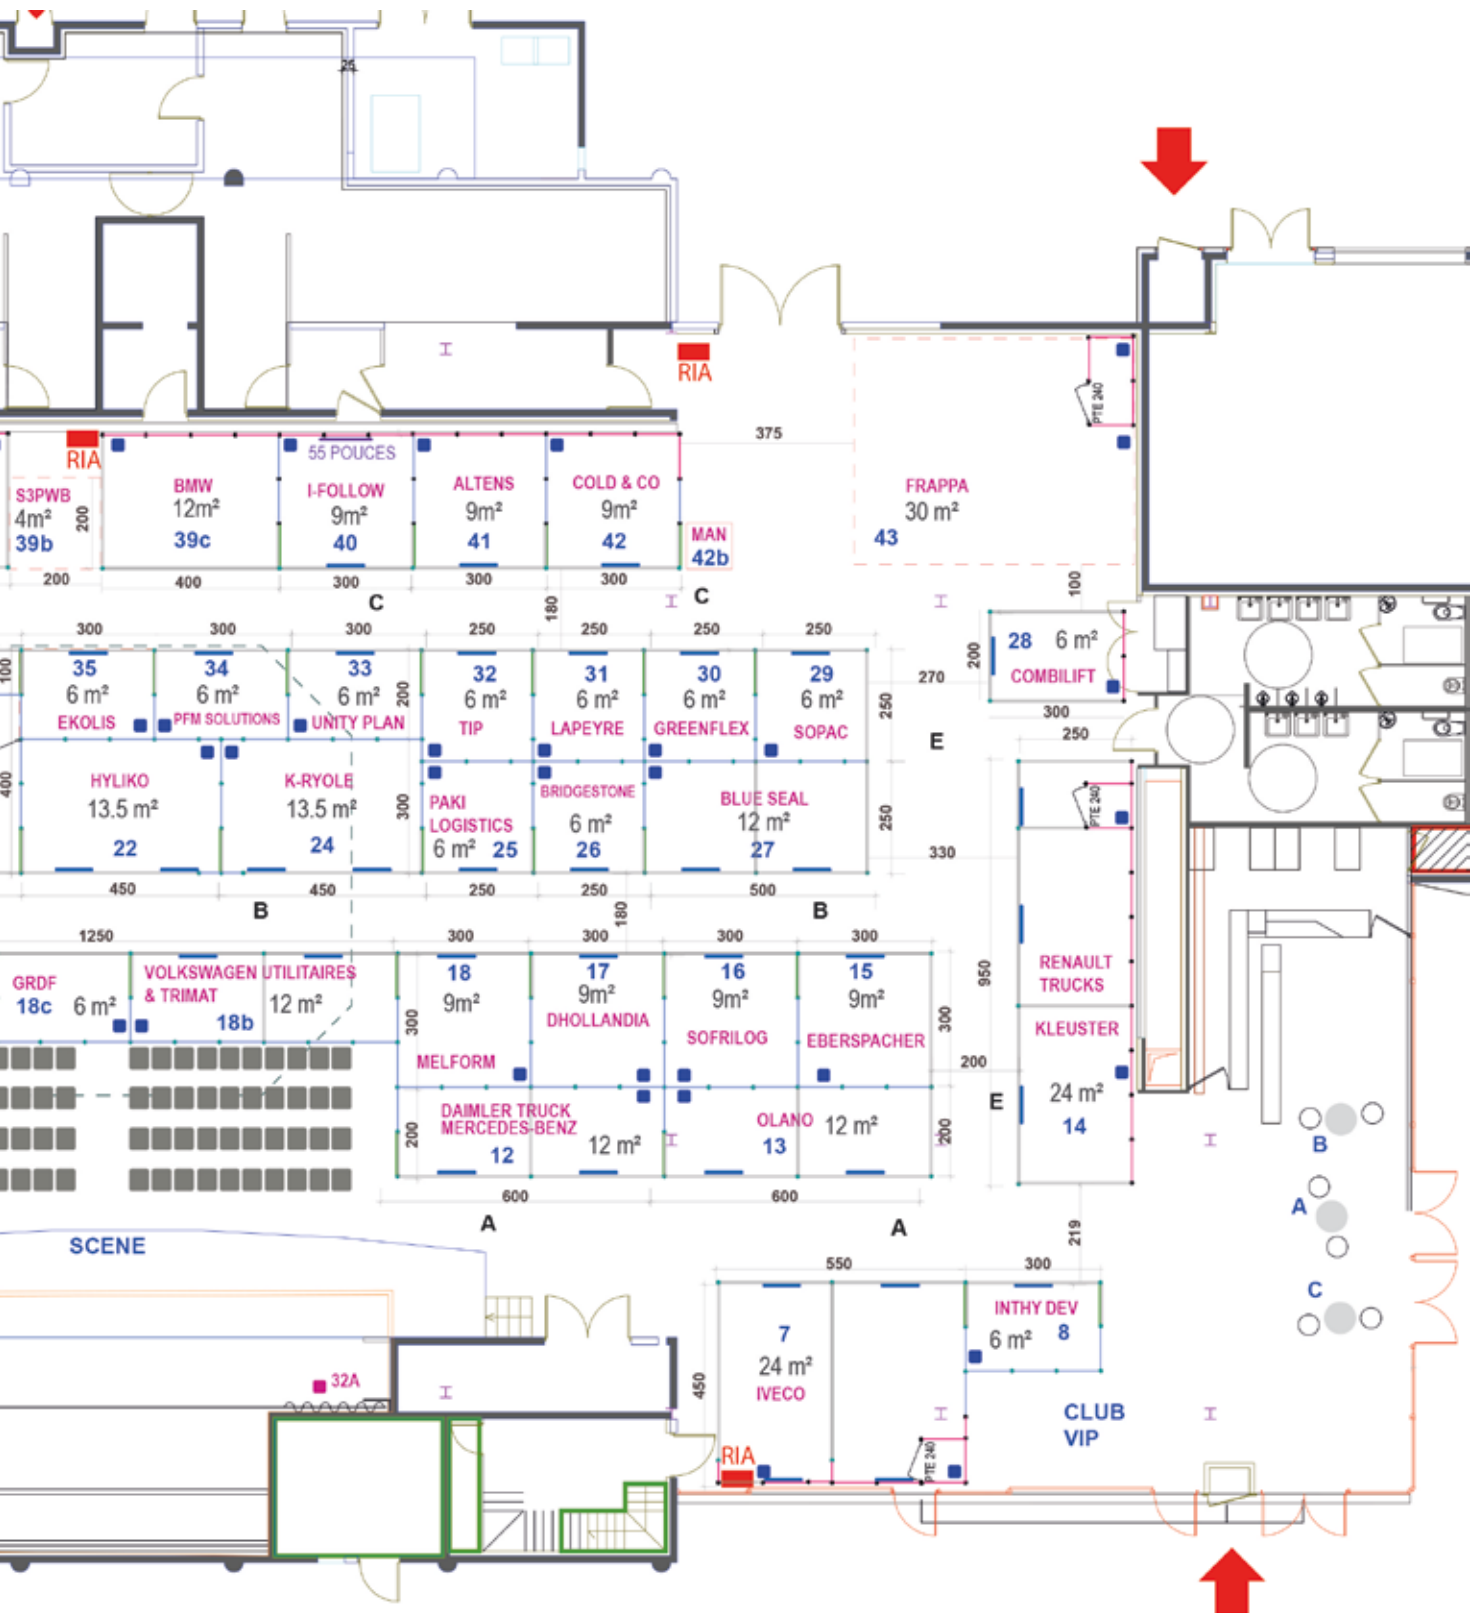 25
RIA
PTE 240
375
RIA
55 POUCES
S3PWB
4m²
39b
200
200
BMW
12m²
39c
400
I-FOLLOW
9m²
40
300
ALTENS
9m²
41
300
COLD & CO
9m²
42
300
MAN
42b
FRAPPA
30 m²
43
100
C
C
180
300
300
300
250
250
250
250
100
35
6 m²
EKOLIS
34
6 m²
PFM SOLUTIONS
33
6 m²
UNITY PLAN
200
32
6 m²
TIP
31
6 m²
LAPEYRE
30
6 m²
GREENFLEX
29
6 m²
SOPAC
250
270
200
28
6 m²
COMBILIFT
300
250
E
400
HYLIKO
13.5 m²
22
K-RYOLE
13.5 m²
24
300
PAKI
LOGISTICS
6 m²
25
BRIDGESTONE
6 m²
26
BLUE SEAL
12 m²
27
250
330
PTE 240
450
450
250
250
500
B
B
180
1250
300
300
300
300
GRDF
18c
6 m²
VOLKSWAGEN UTILITAIRES
& TRIMAT
18b
12 m²
300
18
9m²
MELFORM
17
9m²
DHOLLANDIA
16
9m²
SOFRILOG
15
9m²
EBERSPACHER
300
950
RENAULT
TRUCKS
KLEUSTER
24 m²
14
200
E
200
DAIMLER TRUCK
MERCEDES-BENZ
12
12 m²
OLANO
13
12 m²
200
600
600
A
A
219
B
A
C
SCENE
550
300
7
24 m²
IVECO
450
INTHY DEV
6 m²
8
32A
CLUB
VIP
RIA
PTE 240